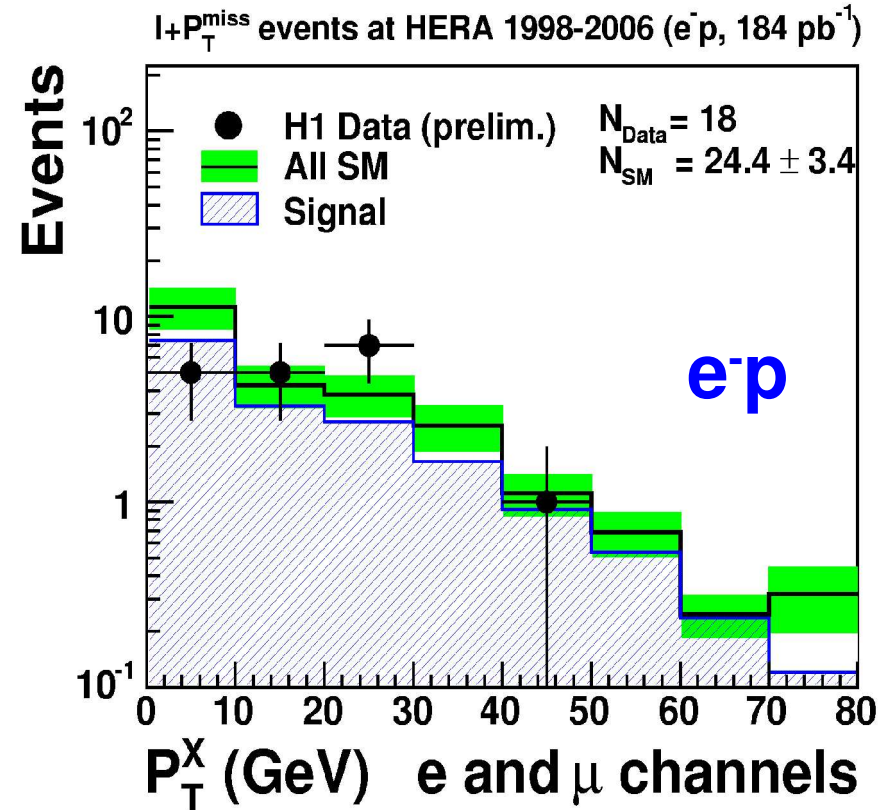 l+P_T^miss events at HERA 1998-2006 (e⁻p, 184 pb⁻¹)
Events
H1 Data (prelim.)
All SM
Signal
N_Data = 18
N_SM = 24.4 ± 3.4
e⁻p
10²
10
1
10⁻¹
0 10 20 30 40 50 60 70 80
P_T^X (GeV) e and μ channels